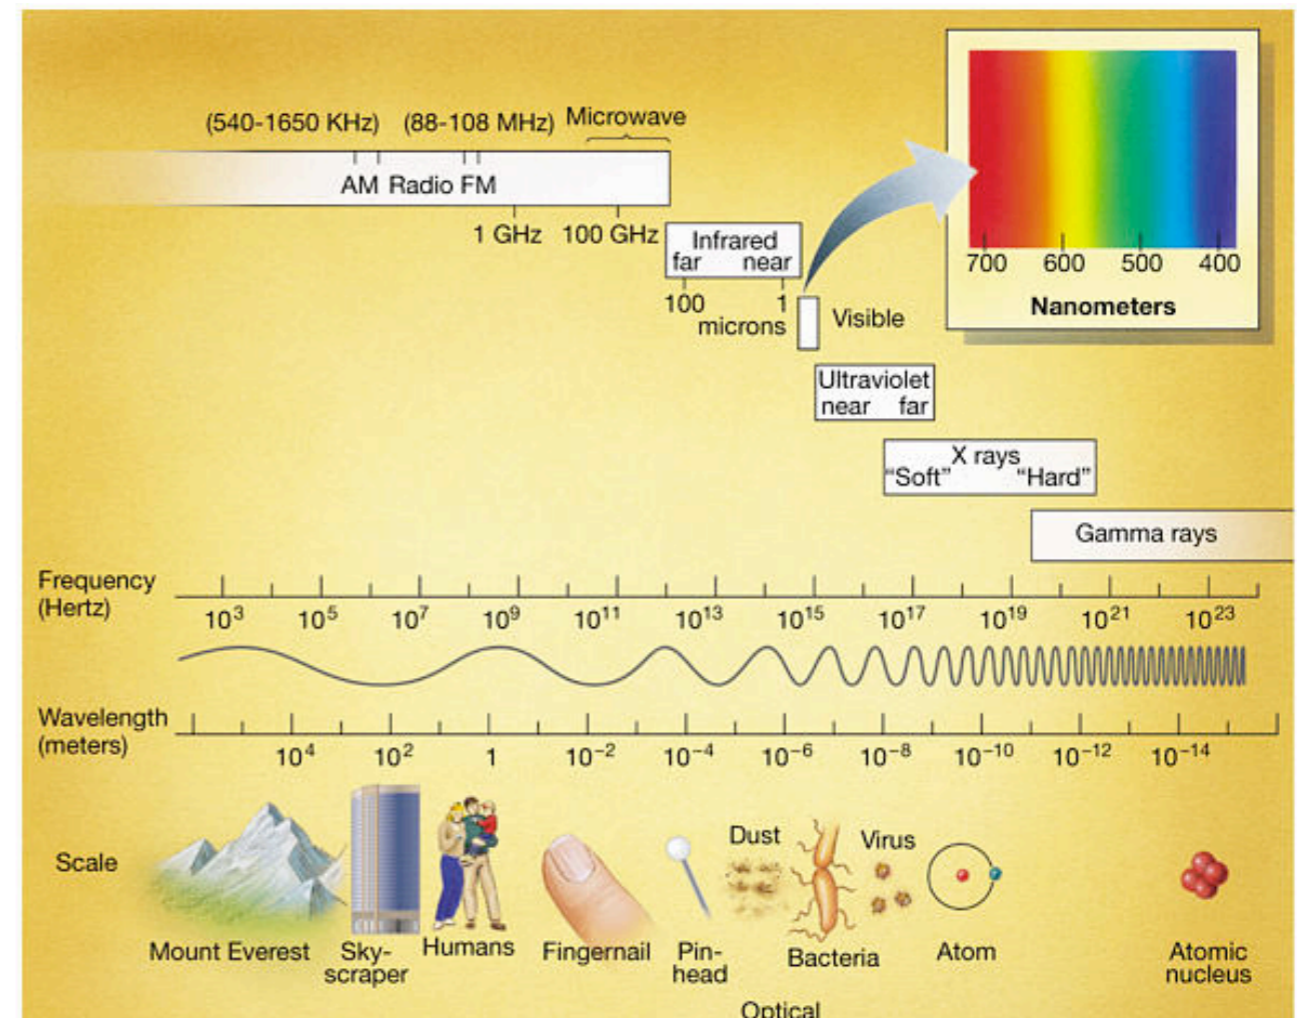 (540-1650 KHz) (88-108 MHz) Microwave
AM Radio FM
1 GHz 100 GHz
Infrared
far near
100 1
microns
Visible
700 600 500 400
Nanometers
Ultraviolet
near far
X rays
“Soft” “Hard”
Gamma rays
Frequency
(Hertz)
10³ 10⁵ 10⁷ 10⁹ 10¹¹ 10¹³ 10¹⁵ 10¹⁷ 10¹⁹ 10²¹ 10²³
Wavelength
(meters)
10⁴ 10² 1 10⁻² 10⁻⁴ 10⁻⁶ 10⁻⁸ 10⁻¹⁰ 10⁻¹² 10⁻¹⁴
Scale
Dust Virus
Mount Everest
Sky-
scraper
Humans
Fingernail
Pin-
head
Bacteria
Atom
Atomic
nucleus
Optical